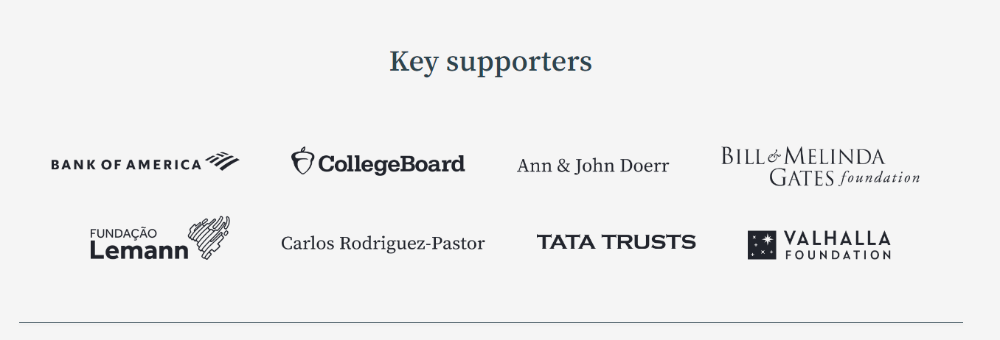 Key supporters
BANK OF AMERICA
CollegeBoard
Ann & John Doerr
BILL & MELINDA
GATES foundation
FUNDAÇÃO
Lemann
Carlos Rodriguez-Pastor
TATA TRUSTS
VALHALLA
FOUNDATION